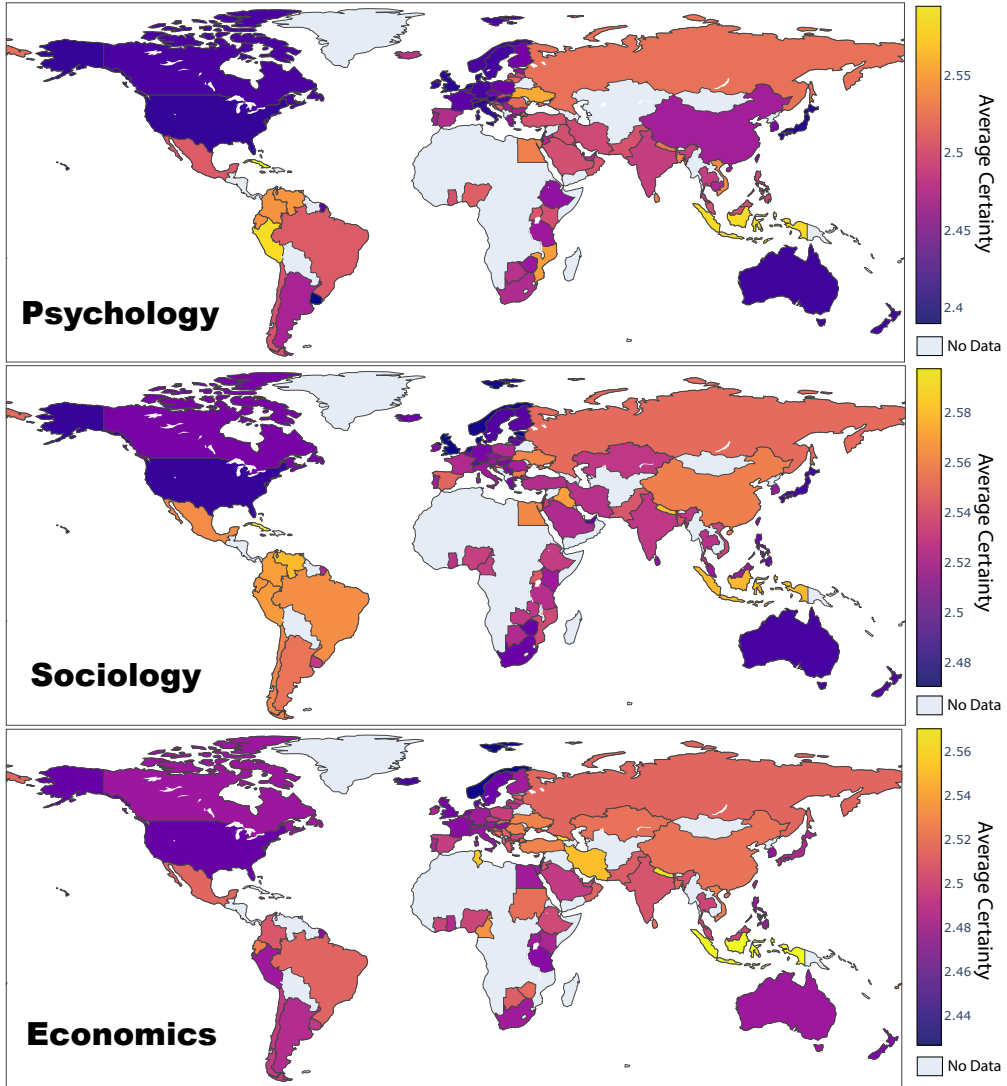 Psychology
2.55
2.5
2.45
2.4
Average Certainty
No Data
Sociology
2.58
2.56
2.54
2.52
2.5
2.48
Average Certainty
No Data
Economics
2.56
2.54
2.52
2.5
2.48
2.46
2.44
Average Certainty
No Data